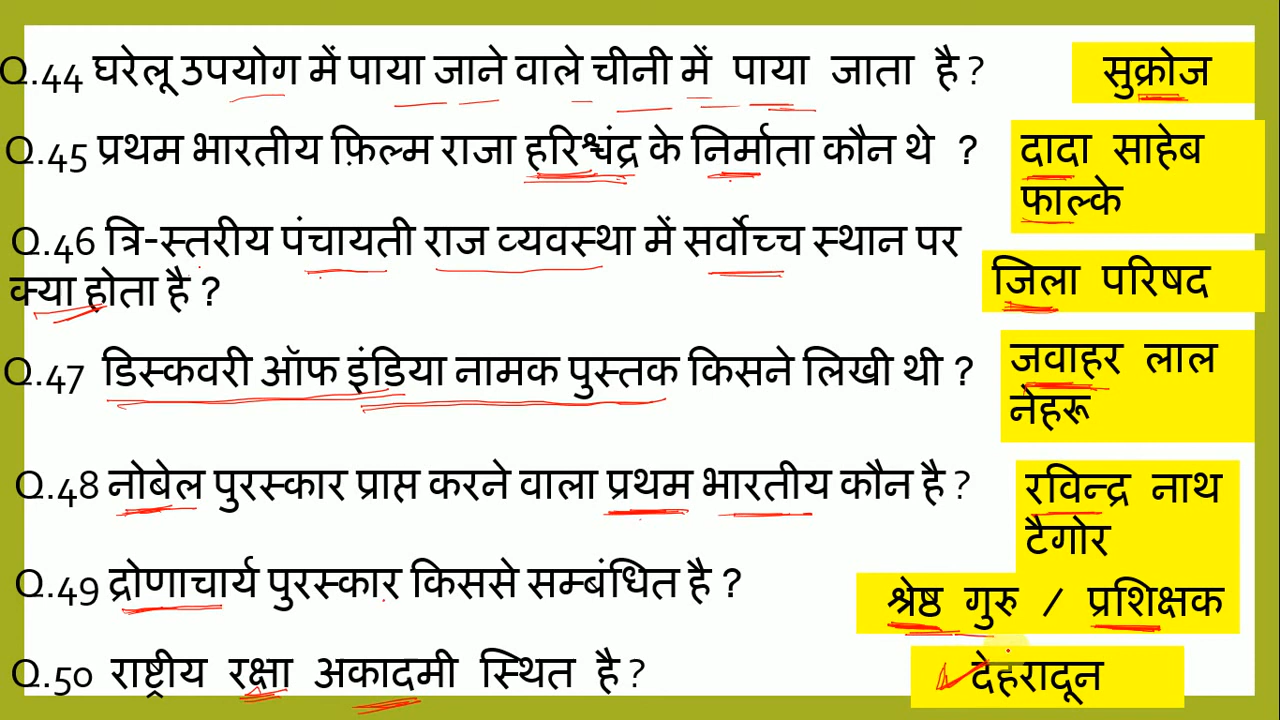 Q.44 घरेलू उपयोग में पाया जाने वाले चीनी में पाया जाता है ? सुक्रोज
Q.45 प्रथम भारतीय फ़िल्म राजा हरिश्चंद्र के निर्माता कौन थे ? दादा साहेब
फाल्के
Q.46 त्रि-स्तरीय पंचायती राज व्यवस्था में सर्वोच्च स्थान पर
क्या होता है ? जिला परिषद
Q.47 डिस्कवरी ऑफ इंडिया नामक पुस्तक किसने लिखी थी ? जवाहर लाल
नेहरू
Q.48 नोबेल पुरस्कार प्राप्त करने वाला प्रथम भारतीय कौन है ? रविन्द्र नाथ
टैगोर
Q.49 द्रोणाचार्य पुरस्कार किससे सम्बंधित है ? श्रेष्ठ गुरु / प्रशिक्षक
Q.50 राष्ट्रीय रक्षा अकादमी स्थित है ? देहरादून